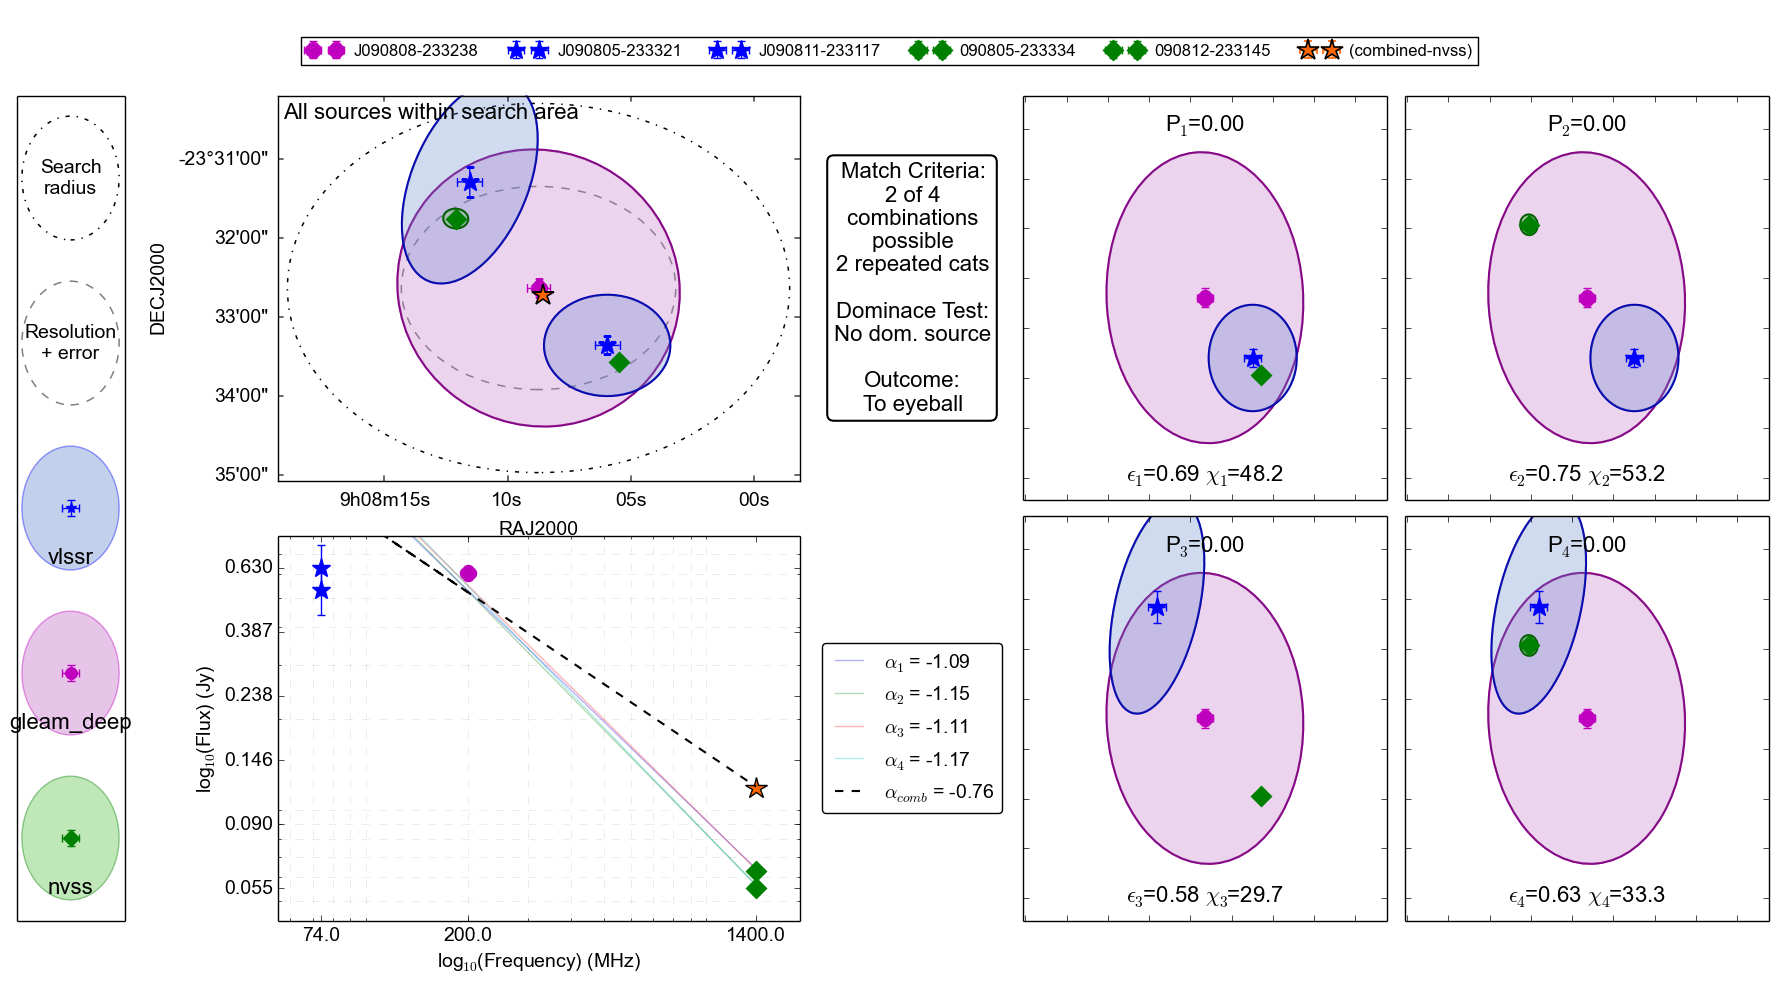 J090808-233238 J090805-233321 J090811-233117 090805-233334 090812-233145 (combined-nvss)
Search
radius
Resolution
+ error
vlssr
gleam_deep
nvss
All sources within search area
DECJ2000
-23°31'00"
32'00"
33'00"
34'00"
35'00"
9h08m15s 10s 05s 00s
RAJ2000
Match Criteria:
2 of 4
combinations
possible
2 repeated cats
Dominace Test:
No dom. source
Outcome:
To eyeball
log10(Flux) (Jy)
0.630
0.387
0.238
0.146
0.090
0.055
74.0 200.0 1400.0
log10(Frequency) (MHz)
α1 = -1.09
α2 = -1.15
α3 = -1.11
α4 = -1.17
αcomb = -0.76
P1=0.00
ϵ1=0.69 χ1=48.2
P2=0.00
ϵ2=0.75 χ2=53.2
P3=0.00
ϵ3=0.58 χ3=29.7
P4=0.00
ϵ4=0.63 χ4=33.3